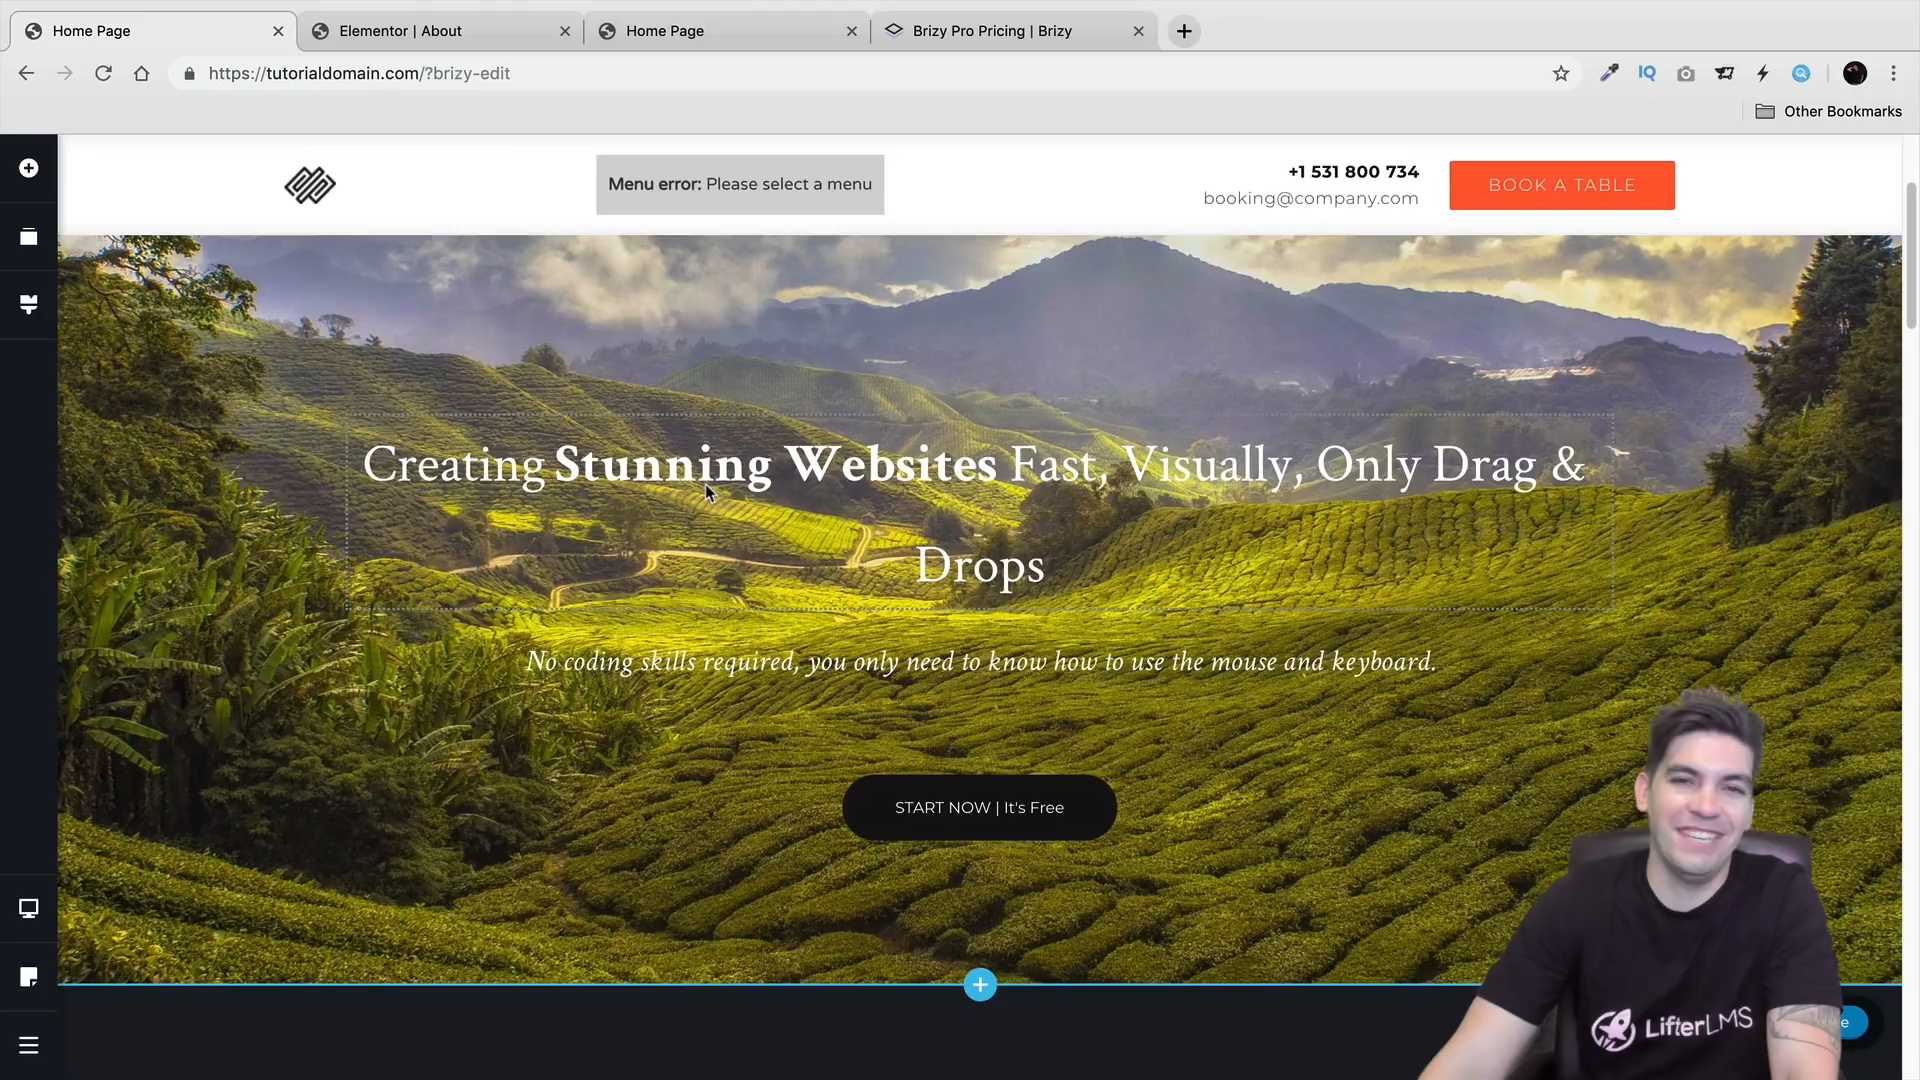 Home Page
Elementor | About
Home Page
Brizy Pro Pricing | Brizy
https://tutorialdomain.com/?brizy-edit
IQ
Other Bookmarks
Menu error: Please select a menu
+1 531 800 734
booking@company.com
BOOK A TABLE
Creating Stunning Websites Fast, Visually, Only Drag &
Drops
No coding skills required, you only need to know how to use the mouse and keyboard.
START NOW | It's Free
LifterLMS